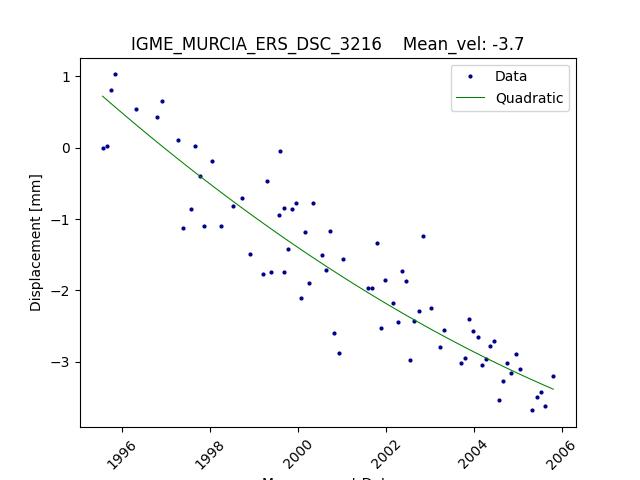 IGME_MURCIA_ERS_DSC_3216    Mean_vel: -3.7
Data
Quadratic
Displacement [mm]
1
0
−1
−2
−3
1996 1998 2000 2002 2004 2006